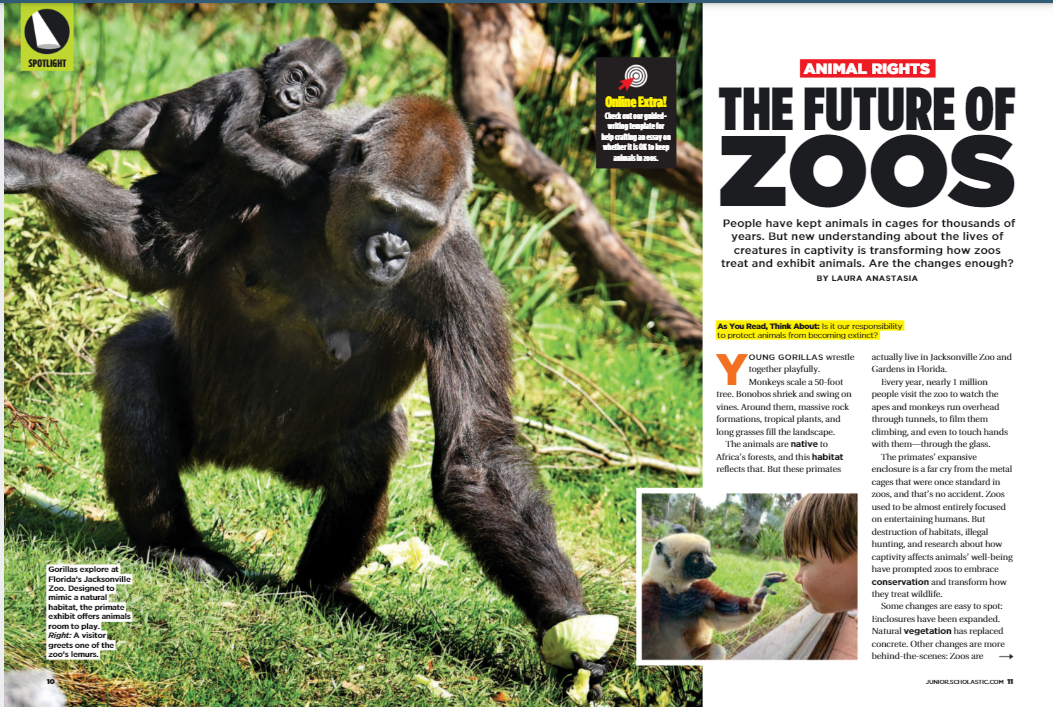 SPOTLIGHT
Online Extra!
Check out our guided-
writing template for
help crafting an essay on
whether it is OK to keep
animals in zoos.
Gorillas explore at
Florida's Jacksonville
Zoo. Designed to
mimic a natural
habitat, the primate
exhibit offers animals
room to play.
Right: A visitor
greets one of the
zoo's lemurs.
10
ANIMAL RIGHTS
THE FUTURE OF
ZOOS
People have kept animals in cages for thousands of
years. But new understanding about the lives of
creatures in captivity is transforming how zoos
treat and exhibit animals. Are the changes enough?
BY LAURA ANASTASIA
As You Read, Think About: Is it our responsibility
to protect animals from becoming extinct?
YOUNG GORILLAS wrestle
together playfully.
Monkeys scale a 50-foot
tree. Bonobos shriek and swing on
vines. Around them, massive rock
formations, tropical plants, and
long grasses fill the landscape.
The animals are native to
Africa's forests, and this habitat
reflects that. But these primates
actually live in Jacksonville Zoo and
Gardens in Florida.
Every year, nearly 1 million
people visit the zoo to watch the
apes and monkeys run overhead
through tunnels, to film them
climbing, and even to touch hands
with them—through the glass.
The primates' expansive
enclosure is a far cry from the metal
cages that were once standard in
zoos, and that's no accident. Zoos
used to be almost entirely focused
on entertaining humans. But
destruction of habitats, illegal
hunting, and research about how
captivity affects animals' well-being
have prompted zoos to embrace
conservation and transform how
they treat wildlife.
Some changes are easy to spot:
Enclosures have been expanded.
Natural vegetation has replaced
concrete. Other changes are more
behind-the-scenes: Zoos are →
JUNIOR.SCHOLASTIC.COM 11